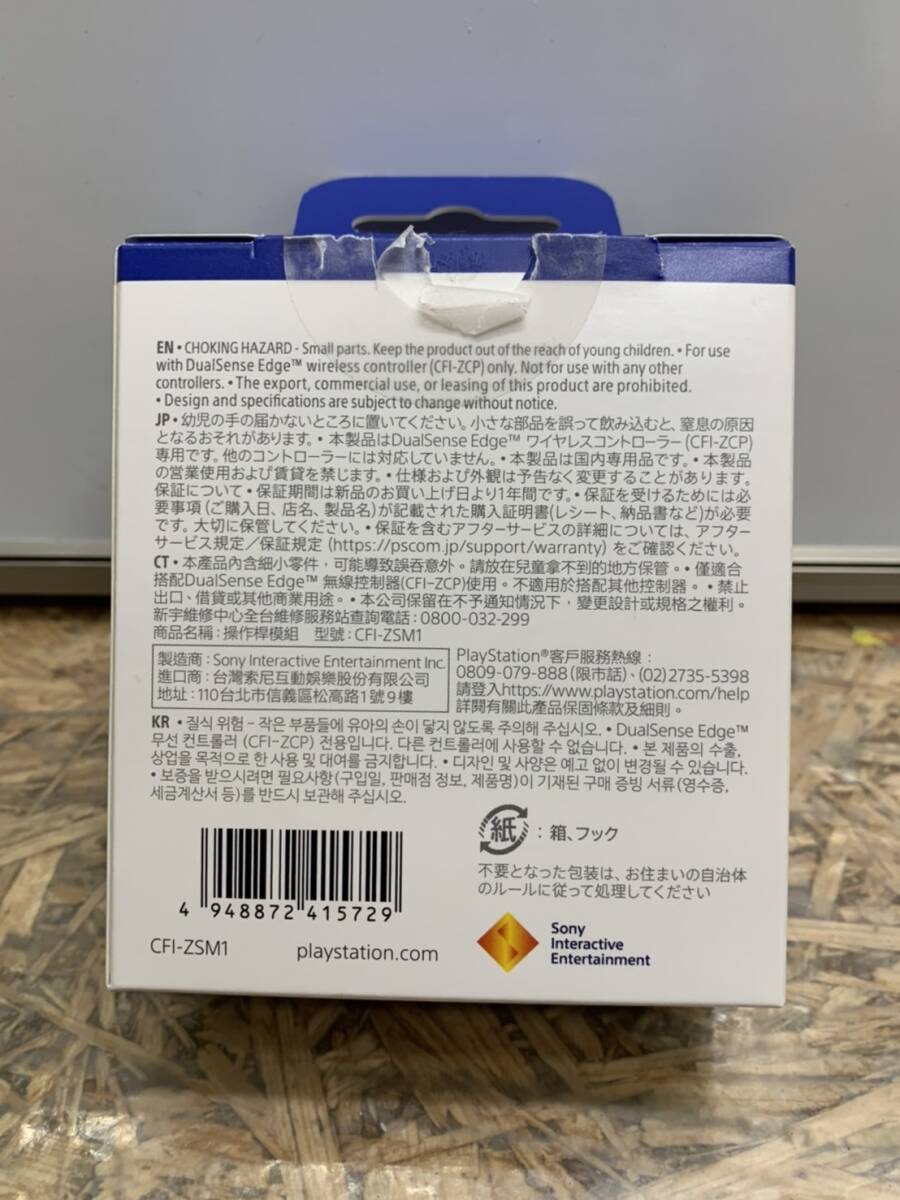 EN • CHOKING HAZARD - Small parts. Keep the product out of the reach of young children. • For use
with DualSense Edge™ wireless controller (CFI-ZCP) only. Not for use with any other
controllers. • The export, commercial use, or leasing of this product are prohibited.
• Design and specifications are subject to change without notice.
JP • 幼児の手の届かないところに置いてください。小さな部品を誤って飲み込むと、窒息の原因
となるおそれがあります。• 本製品はDualSense Edge™ ワイヤレスコントローラー (CFI-ZCP)
専用です。他のコントローラーには対応していません。• 本製品は国内専用品です。• 本製品
の営業使用および賃貸を禁じます。• 仕様および外観は予告なく変更することがあります。
保証について • 保証期間は新品のお買い上げ日より1年間です。• 保証を受けるためには必
要事項（ご購入日、店名、製品名）が記載された購入証明書（レシート、納品書など）が必要
です。大切に保管してください。• 保証を含むアフターサービスの詳細については、アフター
サービス規定／保証規定 (https://pscom.jp/support/warranty) をご確認ください。
CT • 本產品內含細小零件，可能導致誤吞意外。請放在兒童拿不到的地方保管。• 僅適合
搭配DualSense Edge™ 無線控制器(CFI-ZCP)使用。不適用於搭配其他控制器。• 禁止
出口、借貸或其他商業用途。• 本公司保留在不予通知情況下，變更設計或規格之權利。
新宇維修中心全台維修服務站查詢電話：0800-032-299
商品名稱：操作桿模組 型號：CFI-ZSM1
製造商：Sony Interactive Entertainment Inc.
進口商：台灣索尼互動娛樂股份有限公司
地址：110台北市信義區松高路1號9樓
PlayStation®客戶服務熱線：
0809-079-888（限市話）、(02)2735-5398
請登入https://www.playstation.com/help
詳閱有關此產品保固條款及細則。
KR • 질식 위험 – 작은 부품들에 유아의 손이 닿지 않도록 주의해 주십시오. • DualSense Edge™
무선 컨트롤러 (CFI-ZCP) 전용입니다. 다른 컨트롤러에 사용할 수 없습니다. • 본 제품의 수출,
상업을 목적으로 한 사용 및 대여를 금지합니다. • 디자인 및 사양은 예고 없이 변경될 수 있습니다.
• 보증을 받으시려면 필요사항(구입일, 판매점 정보, 제품명)이 기재된 구매 증빙 서류(영수증,
세금계산서 등)를 반드시 보관해 주십시오.
紙：箱、フック
不要となった包装は、お住まいの自治体
のルールに従って処理してください
4 948872 415729
CFI-ZSM1
playstation.com
Sony
Interactive
Entertainment